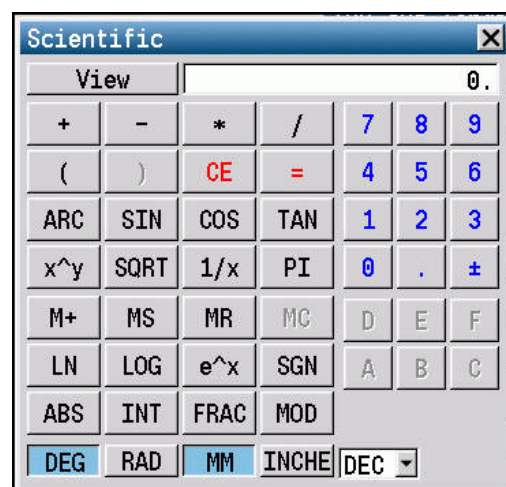 Scientific
View 0.
+ - * / 7 8 9
( ) CE = 4 5 6
ARC SIN COS TAN 1 2 3
x^y SQRT 1/x PI 0 . ±
M+ MS MR MC D E F
LN LOG e^x SGN A B C
ABS INT FRAC MOD
DEG RAD MM INCHE DEC